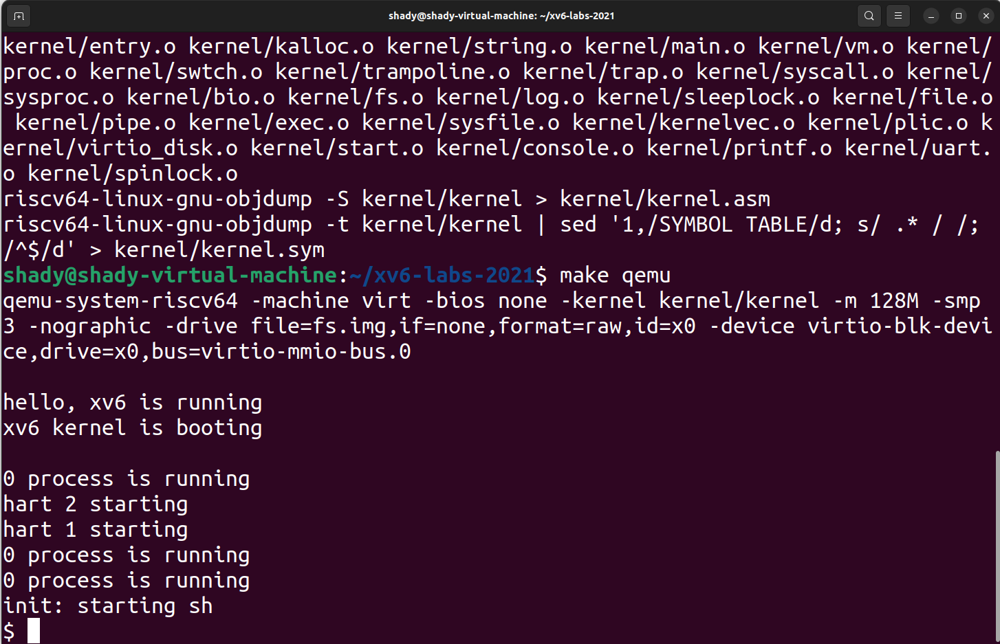 shady@shady-virtual-machine: ~/xv6-labs-2021
kernel/entry.o kernel/kalloc.o kernel/string.o kernel/main.o kernel/vm.o kernel/
proc.o kernel/swtch.o kernel/trampoline.o kernel/trap.o kernel/syscall.o kernel/
sysproc.o kernel/bio.o kernel/fs.o kernel/log.o kernel/sleeplock.o kernel/file.o
 kernel/pipe.o kernel/exec.o kernel/sysfile.o kernel/kernelvec.o kernel/plic.o k
ernel/virtio_disk.o kernel/start.o kernel/console.o kernel/printf.o kernel/uart.
o kernel/spinlock.o
riscv64-linux-gnu-objdump -S kernel/kernel > kernel/kernel.asm
riscv64-linux-gnu-objdump -t kernel/kernel | sed '1,/SYMBOL TABLE/d; s/ .* / /;
/^$/d' > kernel/kernel.sym
shady@shady-virtual-machine:~/xv6-labs-2021$ make qemu
qemu-system-riscv64 -machine virt -bios none -kernel kernel/kernel -m 128M -smp
3 -nographic -drive file=fs.img,if=none,format=raw,id=x0 -device virtio-blk-devi
ce,drive=x0,bus=virtio-mmio-bus.0
hello, xv6 is running
xv6 kernel is booting
0 process is running
hart 2 starting
hart 1 starting
0 process is running
0 process is running
init: starting sh
$